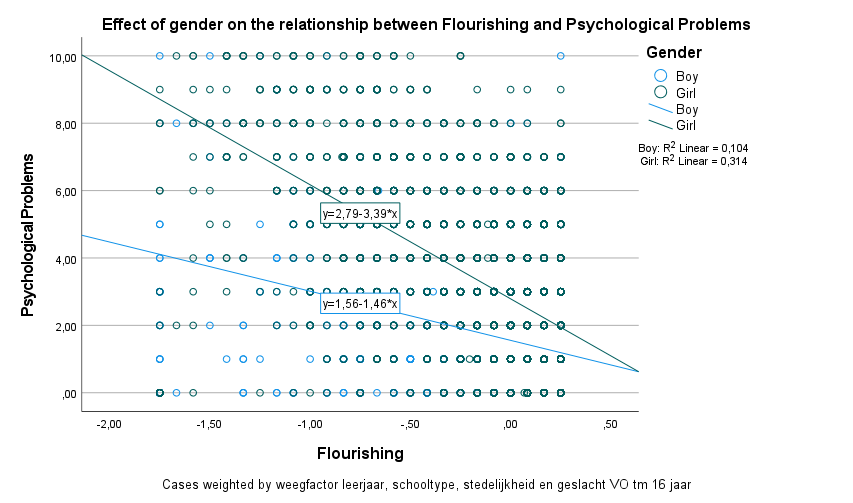 Effect of gender on the relationship between Flourishing and Psychological Problems
Gender
Boy
Girl
Boy
Girl
Boy: R2 Linear = 0,104
Girl: R2 Linear = 0,314
Psychological Problems
10,00
8,00
6,00
4,00
2,00
,00
y=2,79-3,39*x
y=1,56-1,46*x
-2,00 -1,50 -1,00 -,50 ,00 ,50
Flourishing
Cases weighted by weegfactor leerjaar, schooltype, stedelijkheid en geslacht VO tm 16 jaar